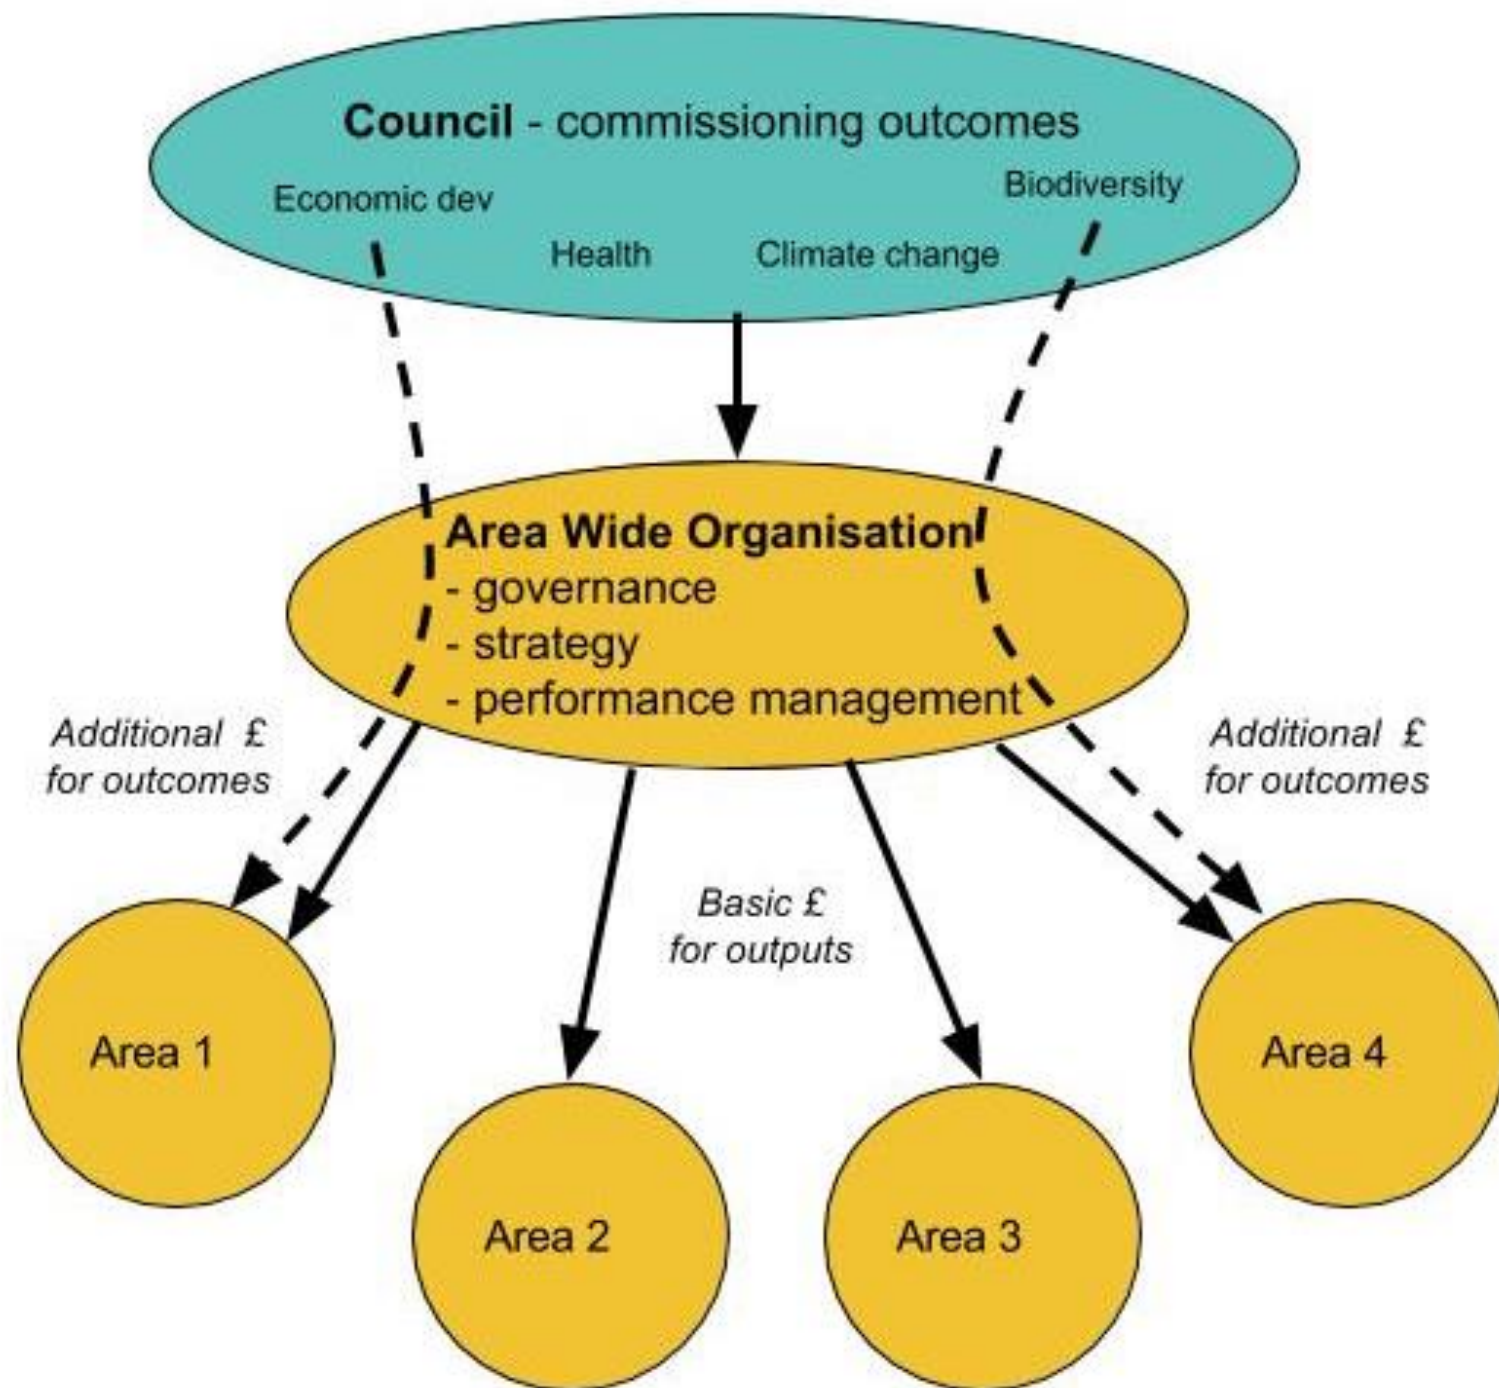 Council - commissioning outcomes
Economic dev
Biodiversity
Health
Climate change
Area Wide Organisation
- governance
- strategy
- performance management
Additional £
for outcomes
Additional £
for outcomes
Basic £
for outputs
Area 1
Area 4
Area 2
Area 3